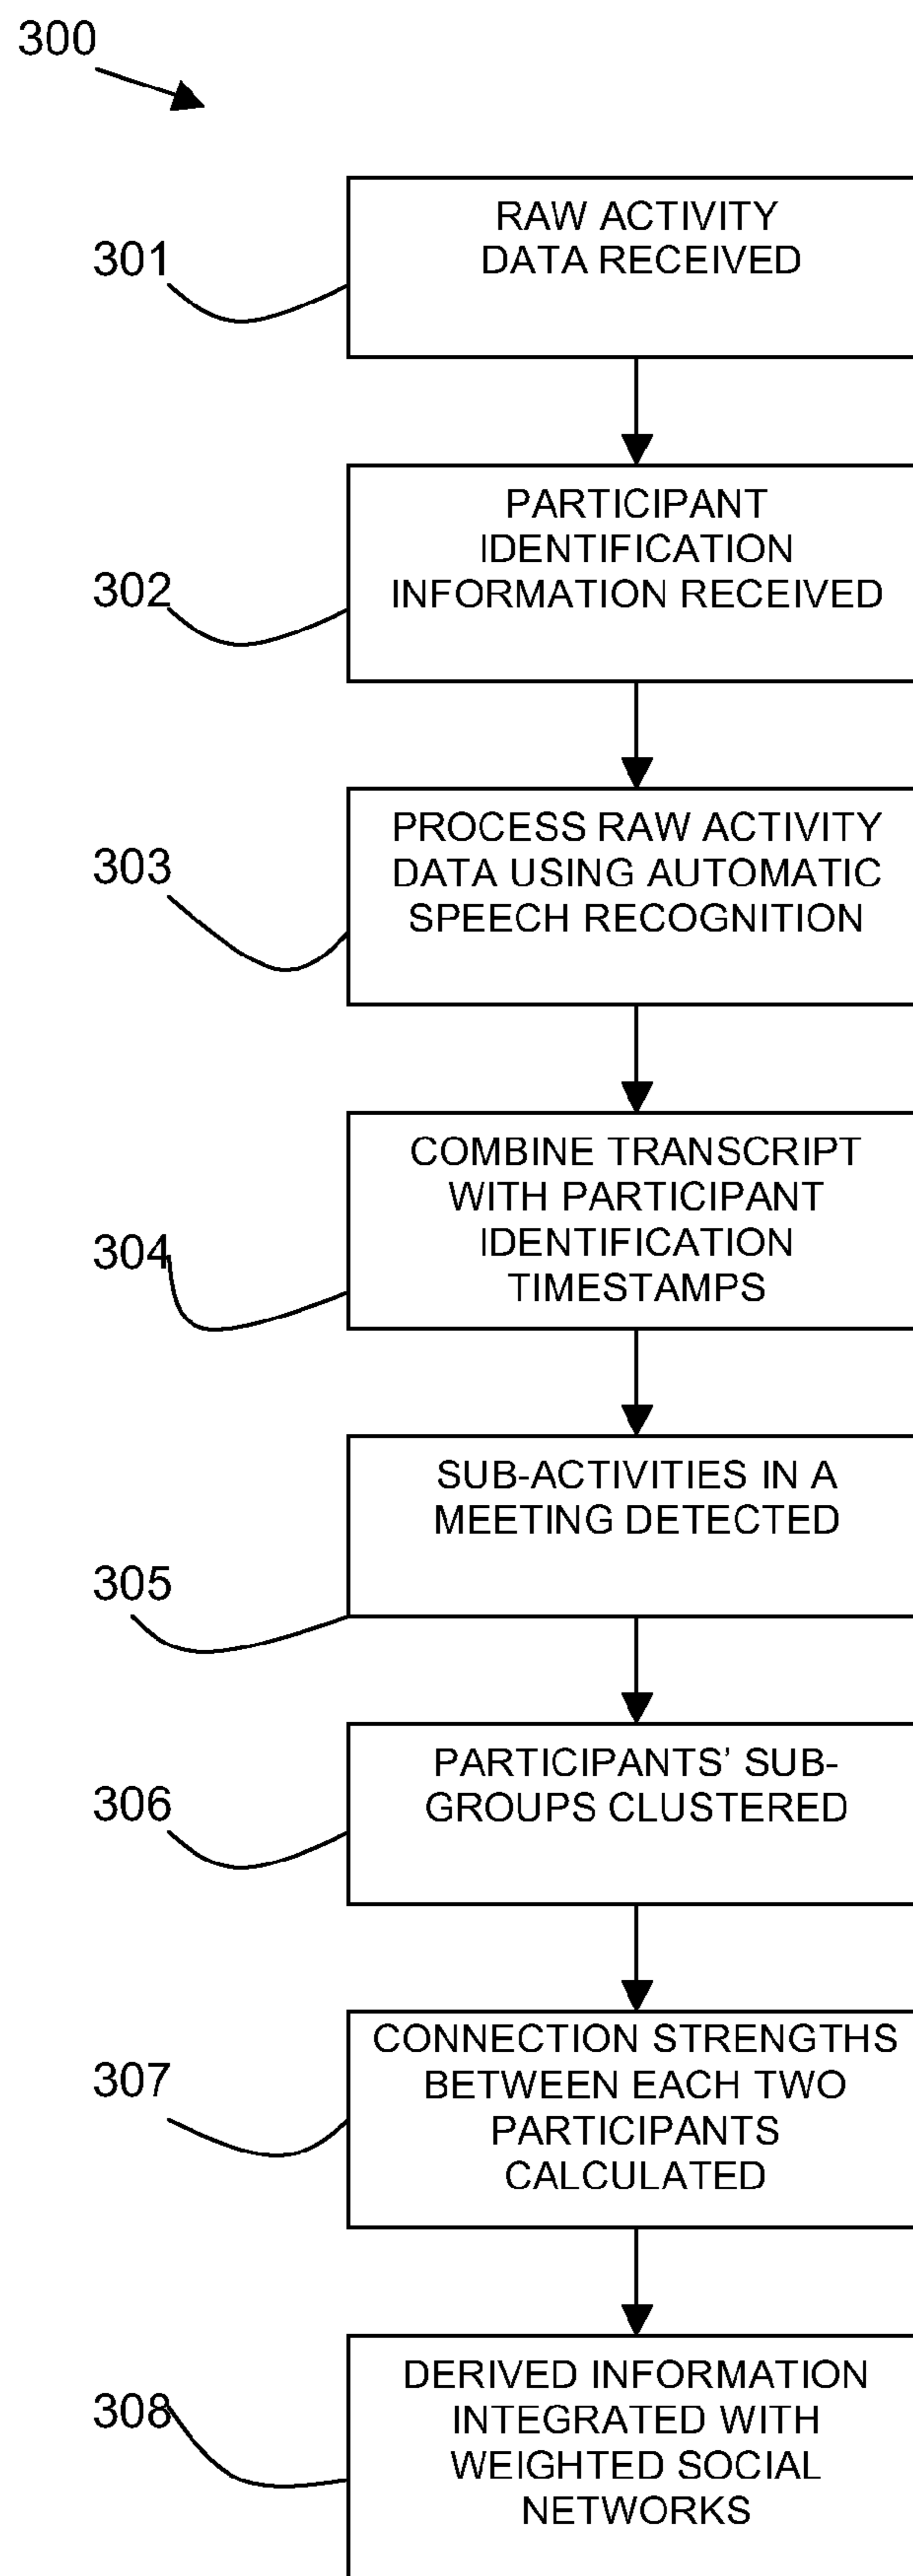 300
301
RAW ACTIVITY
DATA RECEIVED
302
PARTICIPANT
IDENTIFICATION
INFORMATION RECEIVED
303
PROCESS RAW ACTIVITY
DATA USING AUTOMATIC
SPEECH RECOGNITION
304
COMBINE TRANSCRIPT
WITH PARTICIPANT
IDENTIFICATION
TIMESTAMPS
305
SUB-ACTIVITIES IN A
MEETING DETECTED
306
PARTICIPANTS’ SUB-
GROUPS CLUSTERED
307
CONNECTION STRENGTHS
BETWEEN EACH TWO
PARTICIPANTS
CALCULATED
308
DERIVED INFORMATION
INTEGRATED WITH
WEIGHTED SOCIAL
NETWORKS